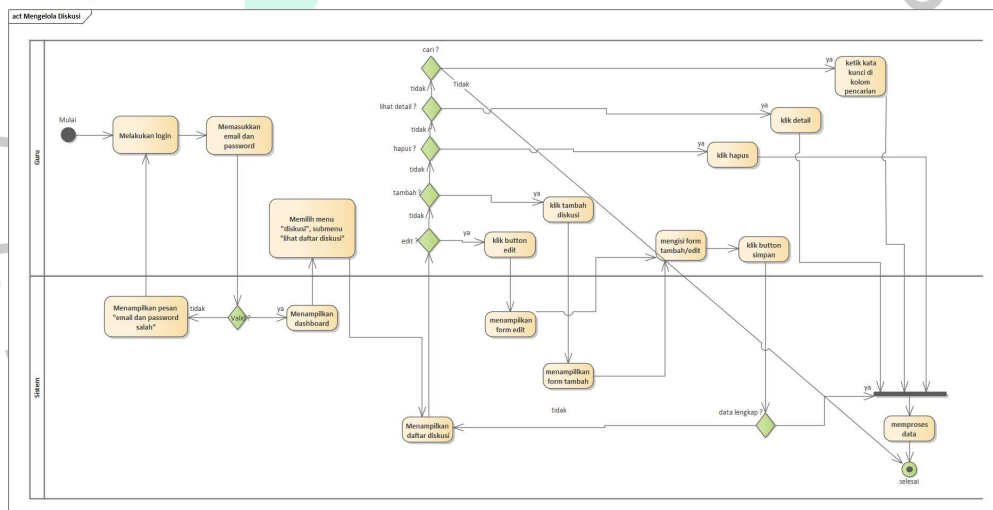 act Mengelola Diskusi
Guru
Sistem
Mulai
Melakukan login
Memasukkan
email dan
password
Memilih menu
"diskusi", submenu
"lihat daftar diskusi"
Menampilkan pesan
"email dan password
salah"
tidak
Valid ?
ya
Menampilkan
dashboard
cari ?
Tidak
ya
ketik kata
kunci di
kolom
pencarian
tidak
lihat detail ?
ya
klik detail
tidak
hapus ?
ya
klik hapus
tidak
tambah ?
ya
klik tambah
diskusi
tidak
edit ?
ya
klik button
edit
mengisi form
tambah/edit
klik button
simpan
menampilkan
form edit
menampilkan
form tambah
Menampilkan
daftar diskusi
tidak
data lengkap ?
ya
memproses
data
selesai